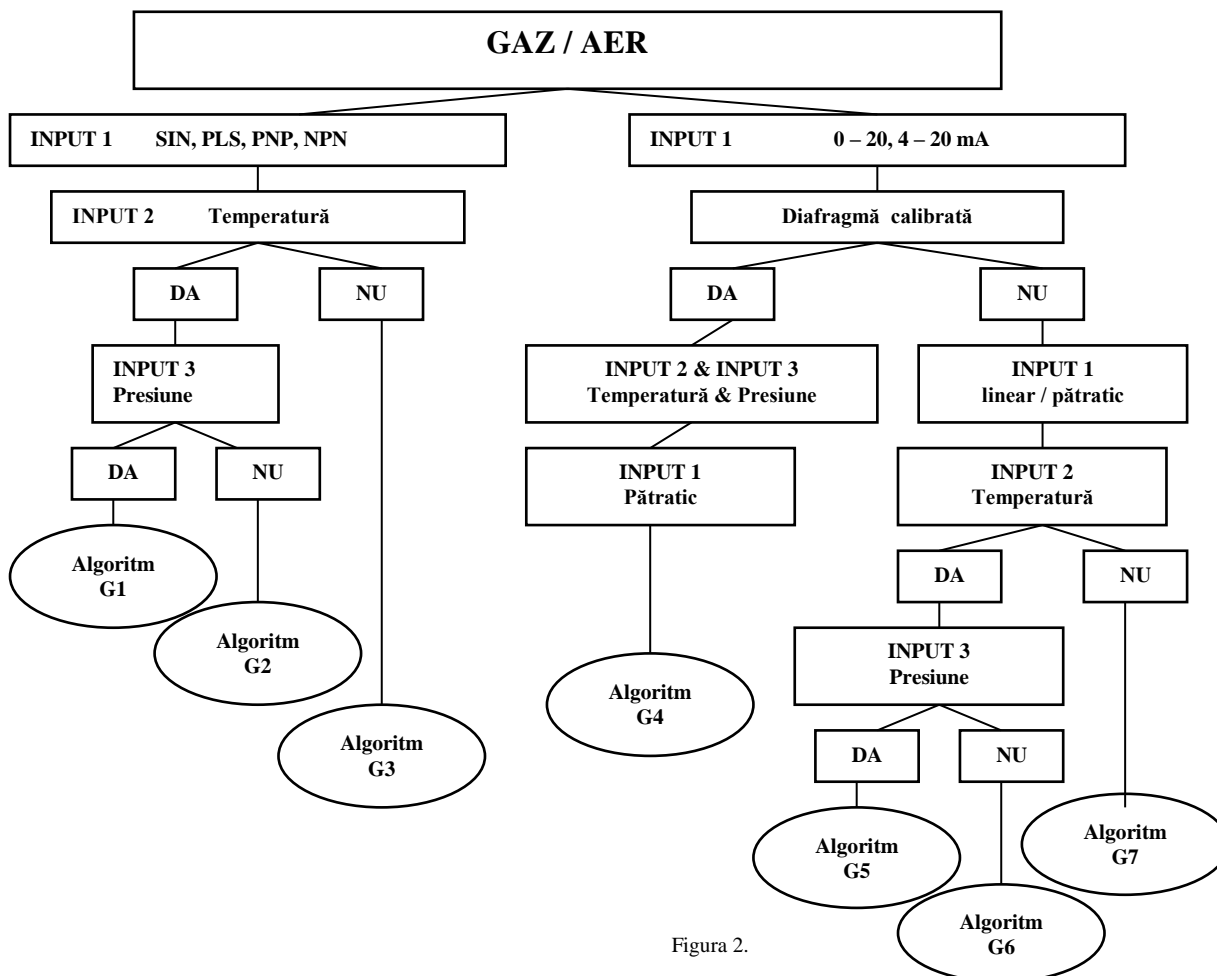 GAZ / AER
INPUT 1 SIN, PLS, PNP, NPN
INPUT 1 0 – 20, 4 – 20 mA
INPUT 2 Temperatură
Diafragmă calibrată
DA
NU
DA
NU
INPUT 3
Presiune
INPUT 2 & INPUT 3
Temperatură & Presiune
INPUT 1
linear / pătratic
DA
NU
INPUT 1
Pătratic
INPUT 2
Temperatură
Algoritm
G1
DA
NU
Algoritm
G2
INPUT 3
Presiune
Algoritm
G4
Algoritm
G3
DA
NU
Algoritm
G7
Algoritm
G5
Algoritm
G6
Figura 2.